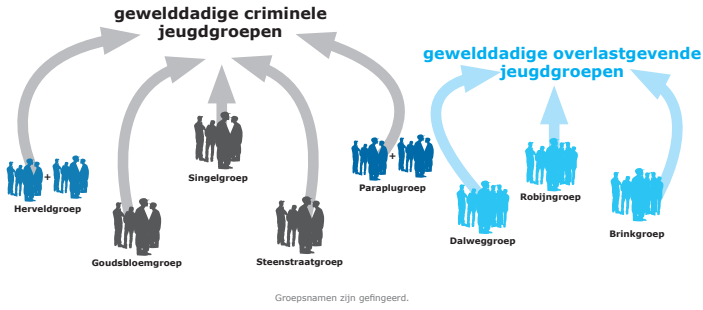 gewelddadige criminele
jeugdgroepen
gewelddadige overlastgevende
jeugdgroepen
Singelgroep
+
Herveldgroep
+
Paraplugroep
Robijngroep
Dalweggroep
Brinkgroep
Goudsbloemgroep
Steenstraatgroep
Groepsnamen zijn gefingeerd.